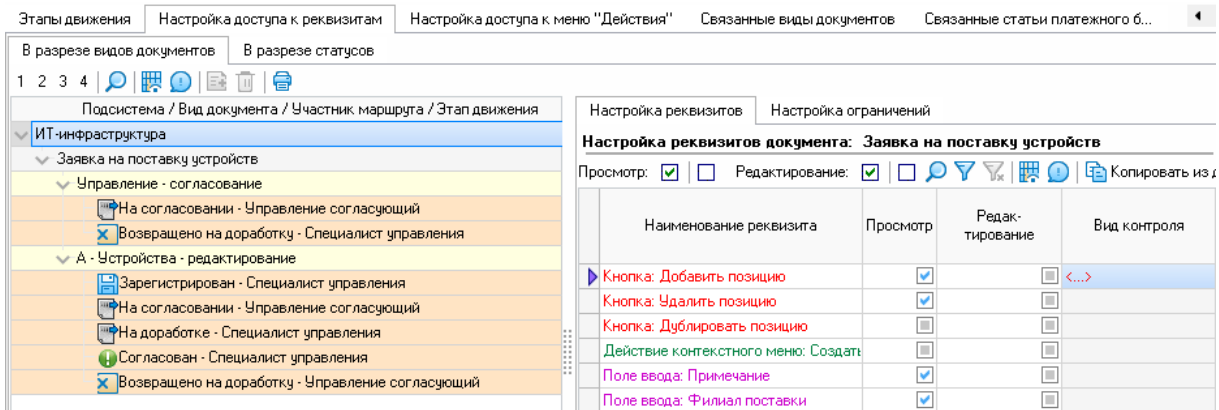 Этапы движения Настройка доступа к реквизитам Настройка доступа к меню "Действия" Связанные виды документов Связанные статьи платежного б...
В разрезе видов документов В разрезе статусов
1 2 3 4
Подсистема / Вид документа / Участник маршрута / Этап движения
ИТ-инфраструктура
Заявка на поставку устройств
Управление - согласование
На согласовании - Управление согласующий
Возвращено на доработку - Специалист управления
А - Устройства - редактирование
Зарегистрирован - Специалист управления
На согласовании - Управление согласующий
На доработке - Специалист управления
Согласован - Специалист управления
Возвращено на доработку - Управление согласующий
Настройка реквизитов Настройка ограничений
Настройка реквизитов документа: Заявка на поставку устройств
Просмотр: Редактирование: Копировать из д
Наименование реквизита Просмотр Редак-
тирование Вид контроля
Кнопка: Добавить позицию <...>
Кнопка: Удалить позицию
Кнопка: Дублировать позицию
Действие контекстного меню: Создать
Поле ввода: Примечание
Поле ввода: Филиал поставки